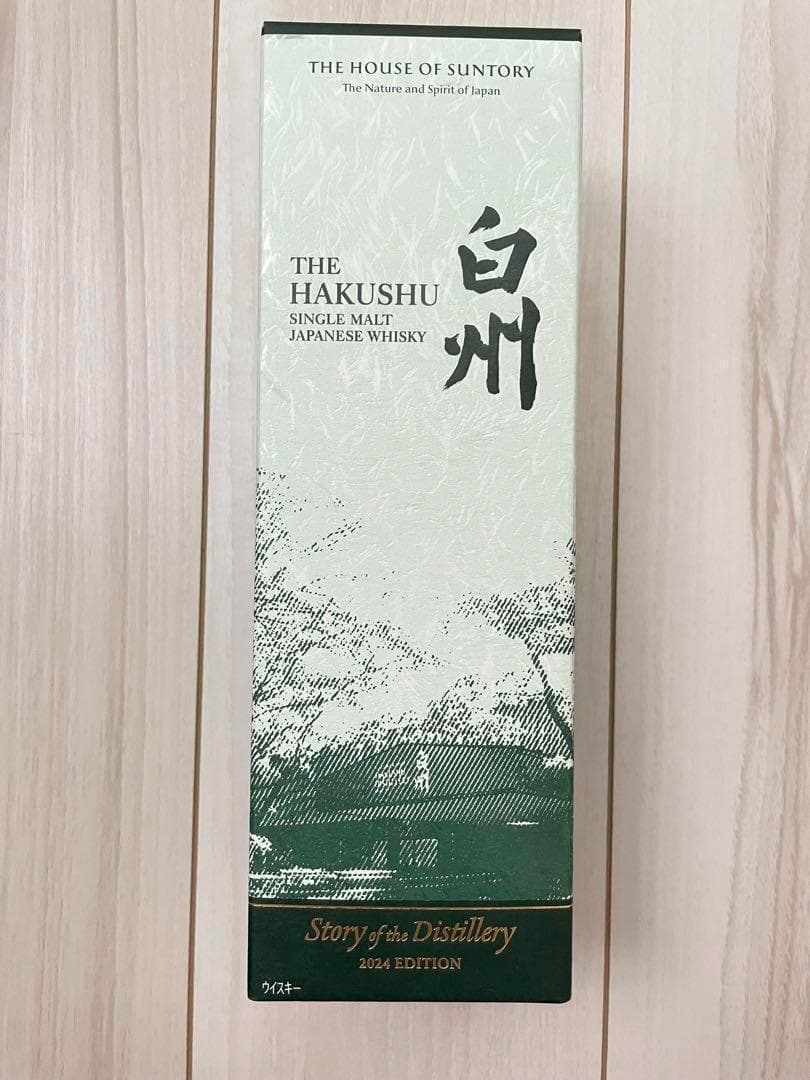 THE HOUSE OF SUNTORY
The Nature and Spirit of Japan
THE
HAKUSHU
SINGLE MALT
JAPANESE WHISKY
白州
Story of the Distillery
2024 EDITION
ウイスキー